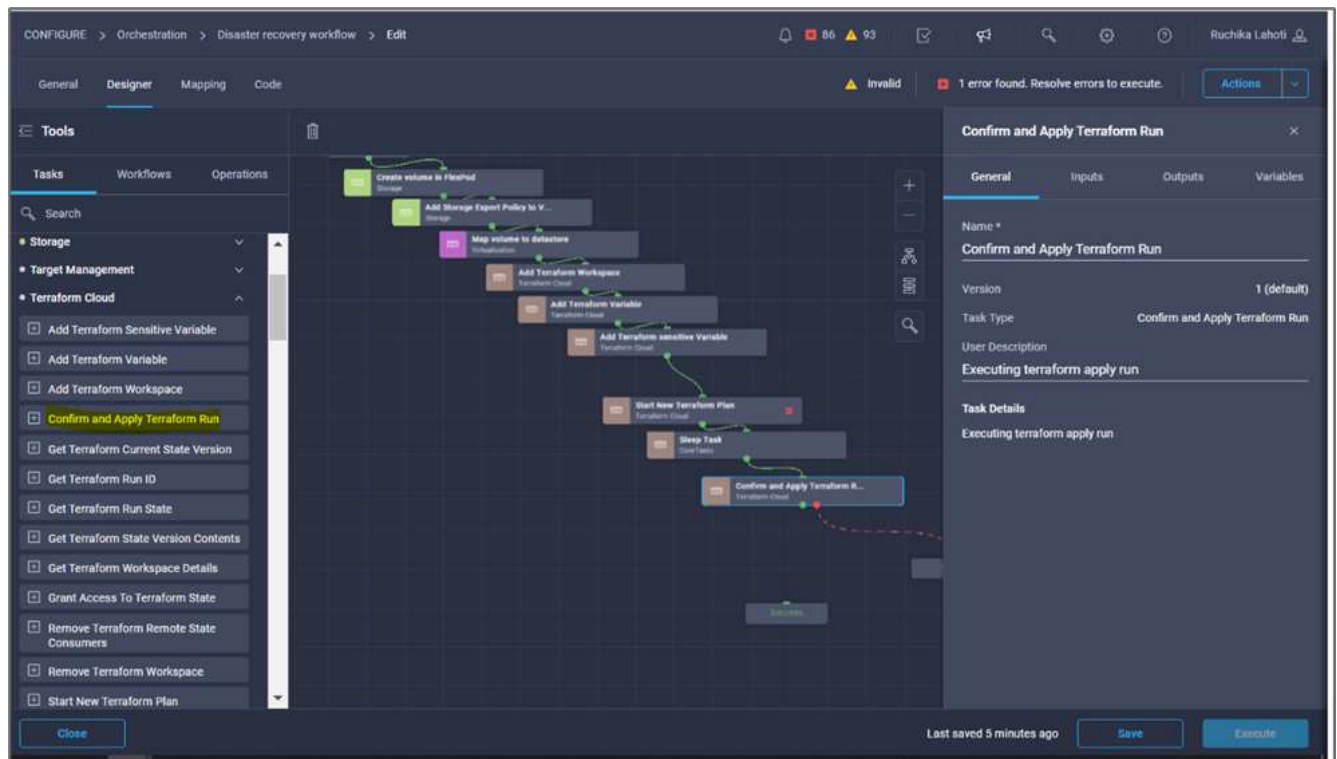 CONFIGURE > Orchestration > Disaster recovery workflow > Edit
86 93
Ruchika Lahoti
General Designer Mapping Code
Invalid
1 error found. Resolve errors to execute.
Actions
Tools
Tasks Workflows Operations
Search
Storage
Target Management
Terraform Cloud
Add Terraform Sensitive Variable
Add Terraform Variable
Add Terraform Workspace
Confirm and Apply Terraform Run
Get Terraform Current State Version
Get Terraform Run ID
Get Terraform Run State
Get Terraform State Version Contents
Get Terraform Workspace Details
Grant Access To Terraform State
Remove Terraform Remote State
Consumers
Remove Terraform Workspace
Start New Terraform Plan
Create volume in FlexPod
Storage
Add Storage Export Policy to V...
Storage
Map volume to datastore
Virtualization
Add Terraform Workspace
Terraform Cloud
Add Terraform Variable
Terraform Cloud
Add Terraform sensitive Variable
Terraform Cloud
Start New Terraform Plan
Terraform Cloud
Sleep Task
CoreTasks
Confirm and Apply Terraform R...
Terraform Cloud
Success
Confirm and Apply Terraform Run
General Inputs Outputs Variables
Name *
Confirm and Apply Terraform Run
Version 1 (default)
Task Type Confirm and Apply Terraform Run
User Description
Executing terraform apply run
Task Details
Executing terraform apply run
Close
Last saved 5 minutes ago
Save
Execute